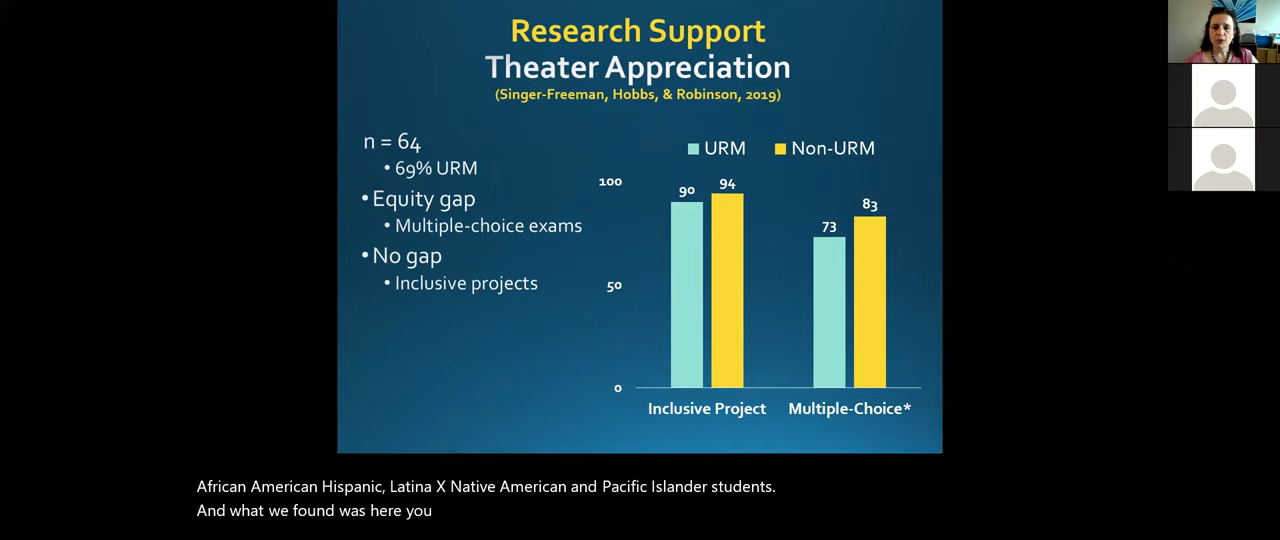 Research Support
Theater Appreciation
(Singer-Freeman, Hobbs, & Robinson, 2019)
n = 64
• 69% URM
• Equity gap
• Multiple-choice exams
• No gap
• Inclusive projects
URM Non-URM
100
50
0
90 94
73 83
Inclusive Project Multiple-Choice*
African American Hispanic, Latina X Native American and Pacific Islander students.
And what we found was here you